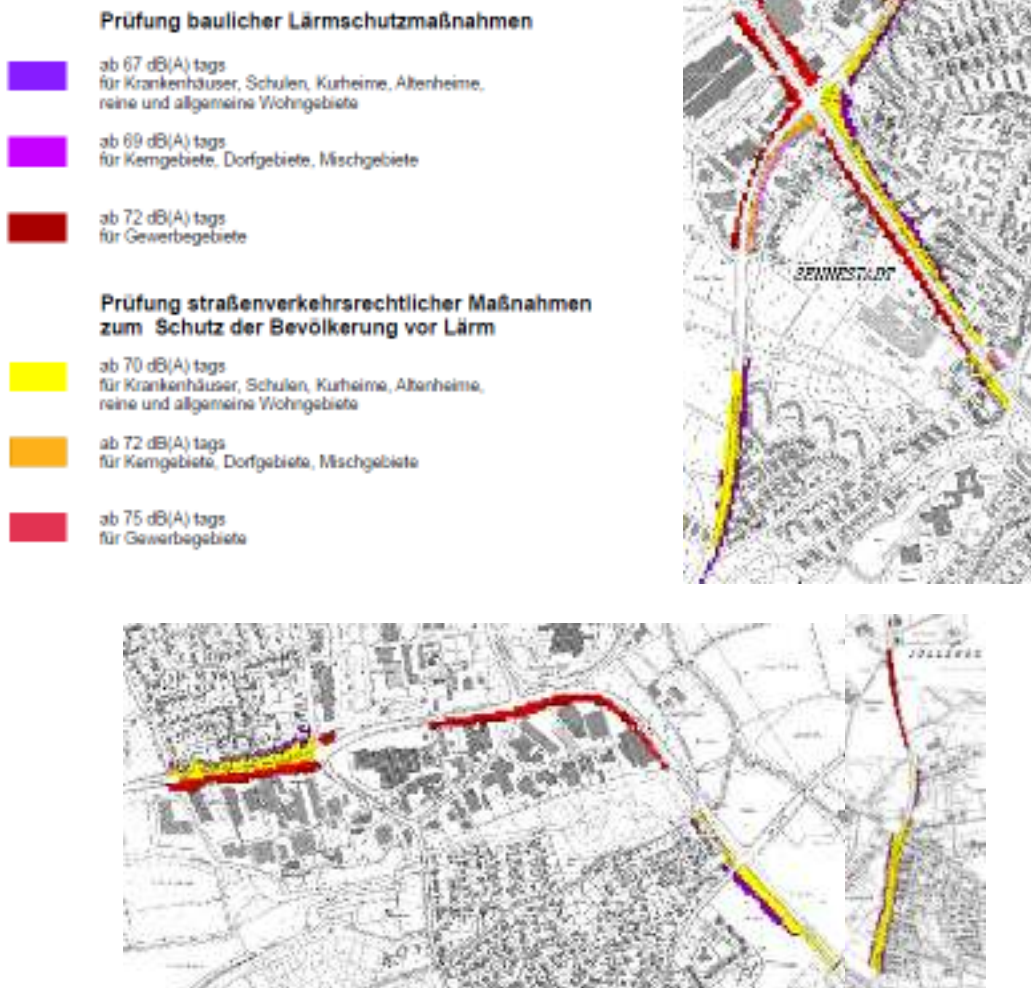 Prüfung baulicher Lärmschutzmaßnahmen
ab 67 dB(A) tags
für Krankenhäuser, Schulen, Kurheime, Altenheime,
reine und allgemeine Wohngebiete
ab 69 dB(A) tags
für Kerngebiete, Dorfgebiete, Mischgebiete
ab 72 dB(A) tags
für Gewerbegebiete
Prüfung straßenverkehrsrechtlicher Maßnahmen
zum Schutz der Bevölkerung vor Lärm
ab 70 dB(A) tags
für Krankenhäuser, Schulen, Kurheime, Altenheime,
reine und allgemeine Wohngebiete
ab 72 dB(A) tags
für Kerngebiete, Dorfgebiete, Mischgebiete
ab 75 dB(A) tags
für Gewerbegebiete
SENNESTADT